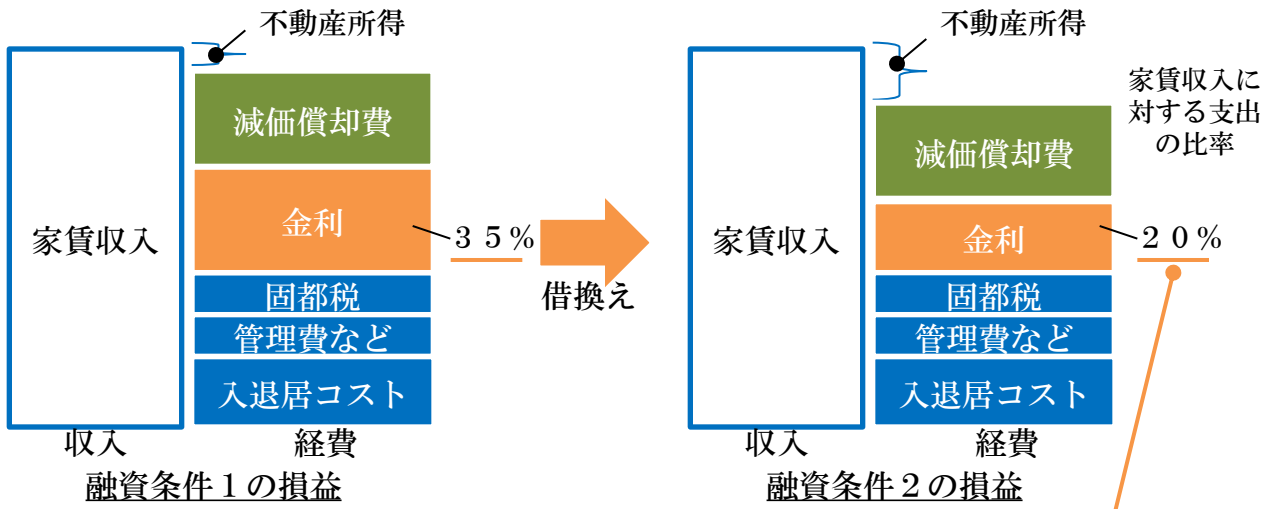 不動産所得
家賃収入
減価償却費
金利
３５%
固都税
管理費など
入退居コスト
収入
経費
融資条件１の損益
借換え
不動産所得
家賃収入に
対する支出
の比率
家賃収入
減価償却費
金利
２０%
固都税
管理費など
入退居コスト
収入
経費
融資条件２の損益